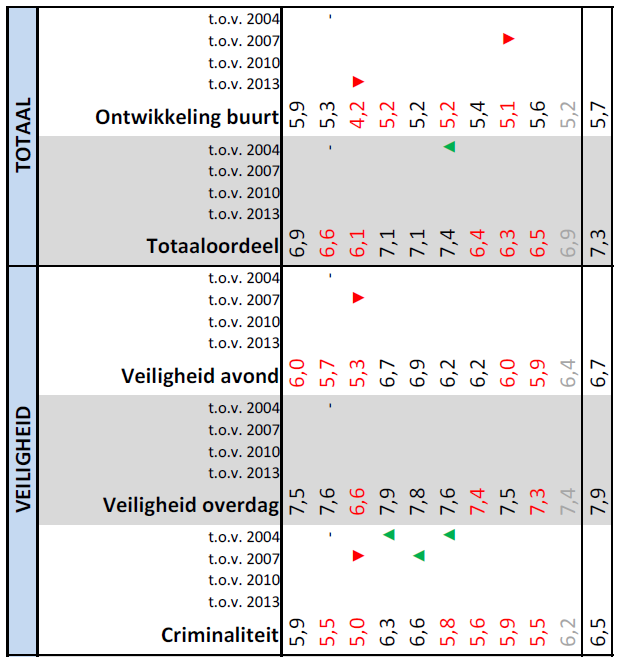 TOTAAL
t.o.v. 2004 -
t.o.v. 2007 ►
t.o.v. 2010
t.o.v. 2013 ►
Ontwikkeling buurt 5,9 5,3 4,2 5,2 5,2 5,2 5,4 5,1 5,6 5,2 5,7
t.o.v. 2004 - ◄
t.o.v. 2007
t.o.v. 2010
t.o.v. 2013
Totaaloordeel 6,9 6,6 6,1 7,1 7,1 7,4 6,4 6,3 6,5 6,9 7,3
VEILIGHEID
t.o.v. 2004 -
t.o.v. 2007 ►
t.o.v. 2010
t.o.v. 2013
Veiligheid avond 6,0 5,7 5,3 6,7 6,9 6,2 6,2 6,0 5,9 6,4 6,7
t.o.v. 2004 -
t.o.v. 2007
t.o.v. 2010
t.o.v. 2013
Veiligheid overdag 7,5 7,6 6,6 7,9 7,8 7,6 7,4 7,5 7,3 7,4 7,9
t.o.v. 2004 - ◄ ◄
t.o.v. 2007 ► ◄
t.o.v. 2010
t.o.v. 2013
Criminaliteit 5,9 5,5 5,0 6,3 6,6 5,8 5,6 5,9 5,5 6,2 6,5